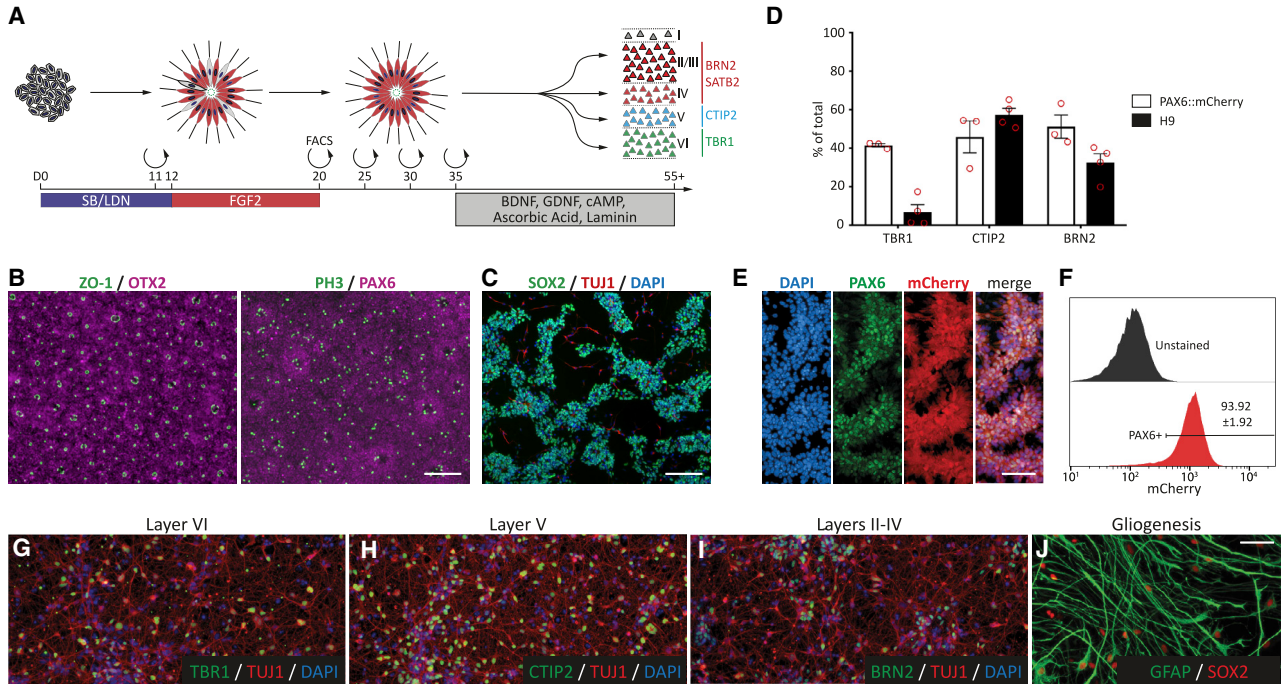 A
I
II/III
BRN2
SATB2
IV
V
CTIP2
VI
TBR1
FACS
D0 11 12 20 25 30 35 55+
SB/LDN
FGF2
BDNF, GDNF, cAMP,
Ascorbic Acid, Laminin
D
100
80
60
40
20
0
% of total
PAX6::mCherry
H9
TBR1 CTIP2 BRN2
B
ZO-1 / OTX2
PH3 / PAX6
C
SOX2 / TUJ1 / DAPI
E
DAPI PAX6 mCherry merge
F
Unstained
93.92
±1.92
PAX6+
10¹ 10² 10³ 10⁴
mCherry
Layer VI
G
TBR1 / TUJ1 / DAPI
Layer V
H
CTIP2 / TUJ1 / DAPI
Layers II-IV
I
BRN2 / TUJ1 / DAPI
Gliogenesis
J
GFAP / SOX2